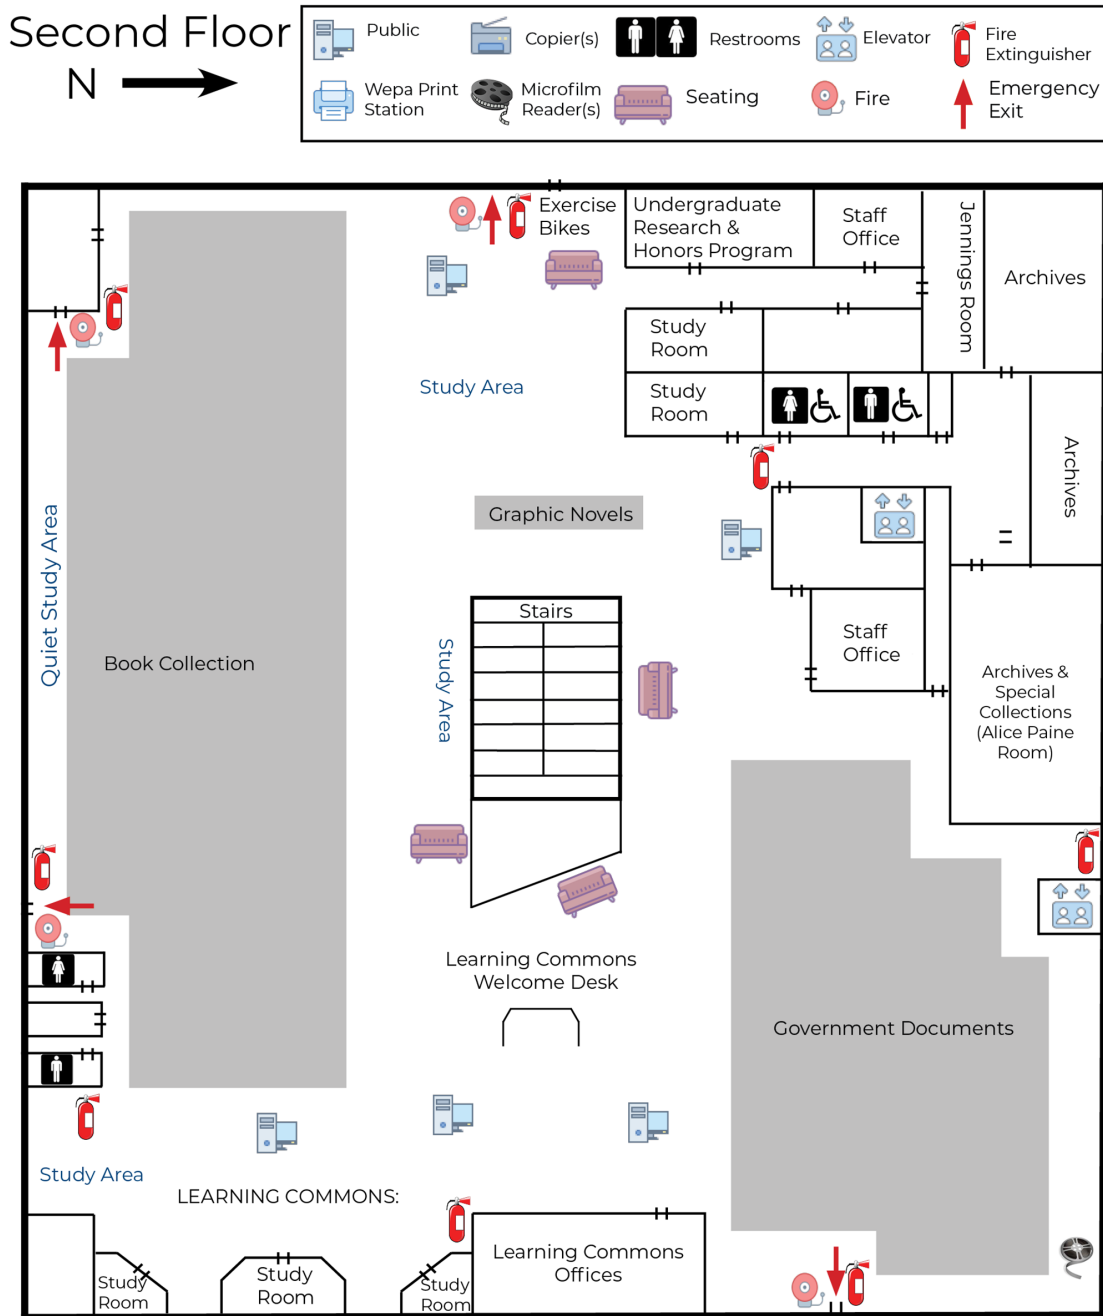 Second Floor
N
Public
Copier(s)
Restrooms
Elevator
Fire
Extinguisher
Wepa Print
Station
Microfilm
Reader(s)
Seating
Fire
Emergency
Exit
Exercise
Bikes
Undergraduate
Research &
Honors Program
Staff
Office
Jennings Room
Archives
Study
Room
Study Area
Study
Room
Archives
Graphic Novels
Quiet Study Area
Stairs
Study Area
Staff
Office
Book Collection
Archives &
Special
Collections
(Alice Paine
Room)
Learning Commons
Welcome Desk
Government Documents
Study Area
LEARNING COMMONS:
Study
Room
Study
Room
Study
Room
Learning Commons
Offices